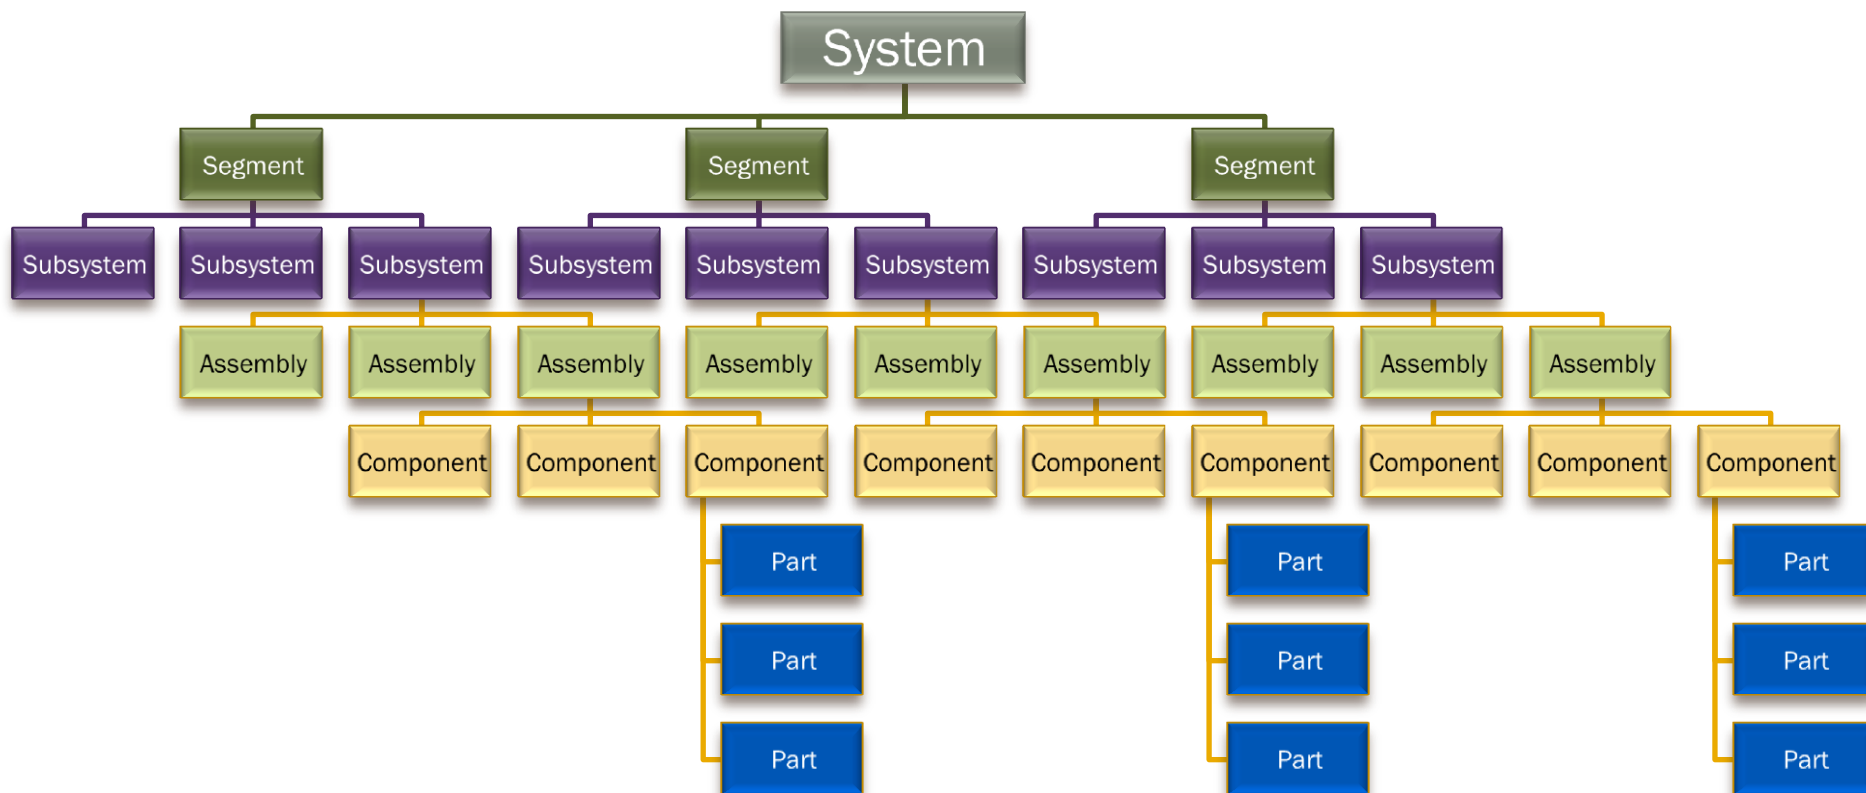 System
Segment
Segment
Segment
Subsystem
Subsystem
Subsystem
Subsystem
Subsystem
Subsystem
Subsystem
Subsystem
Subsystem
Assembly
Assembly
Assembly
Assembly
Assembly
Assembly
Assembly
Assembly
Assembly
Component
Component
Component
Component
Component
Component
Component
Component
Component
Part
Part
Part
Part
Part
Part
Part
Part
Part